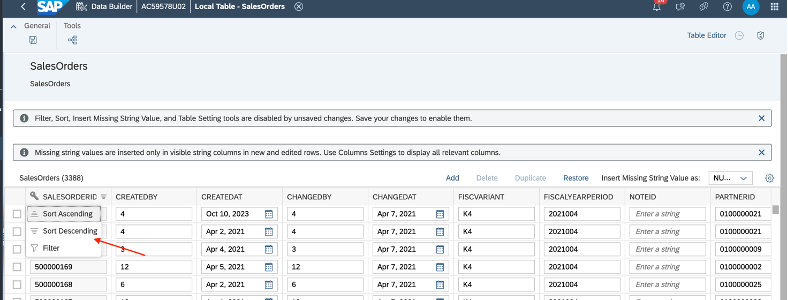 SAP Data Builder AC59578U02 Local Table - SalesOrders AA
General Tools
Table Editor
SalesOrders
SalesOrders
Filter, Sort, Insert Missing String Value, and Table Setting tools are disabled by unsaved changes. Save your changes to enable them.
Missing string values are inserted only in visible string columns in new and edited rows. Use Columns Settings to display all relevant columns.
SalesOrders (3388) Add Delete Duplicate Restore Insert Missing String Value as: NU...
SALESORDERID CREATEDBY CREATEDAT CHANGEDBY CHANGEDAT FISCVARIANT FISCALYEARPERIOD NOTEID PARTNERID
Sort Ascending 4 Oct 10, 2023 4 Apr 7, 2021 K4 2021004 Enter a string 0100000021
Sort Descending 4 Apr 2, 2021 4 Apr 7, 2021 K4 2021004 Enter a string 0100000021
Filter 3 Apr 4, 2021 3 Apr 7, 2021 K4 2021004 Enter a string 0100000009
500000169 12 Apr 5, 2021 12 Apr 7, 2021 K4 2021004 Enter a string 0100000002
500000168 6 Apr 2, 2021 6 Apr 7, 2021 K4 2021004 Enter a string 0100000025